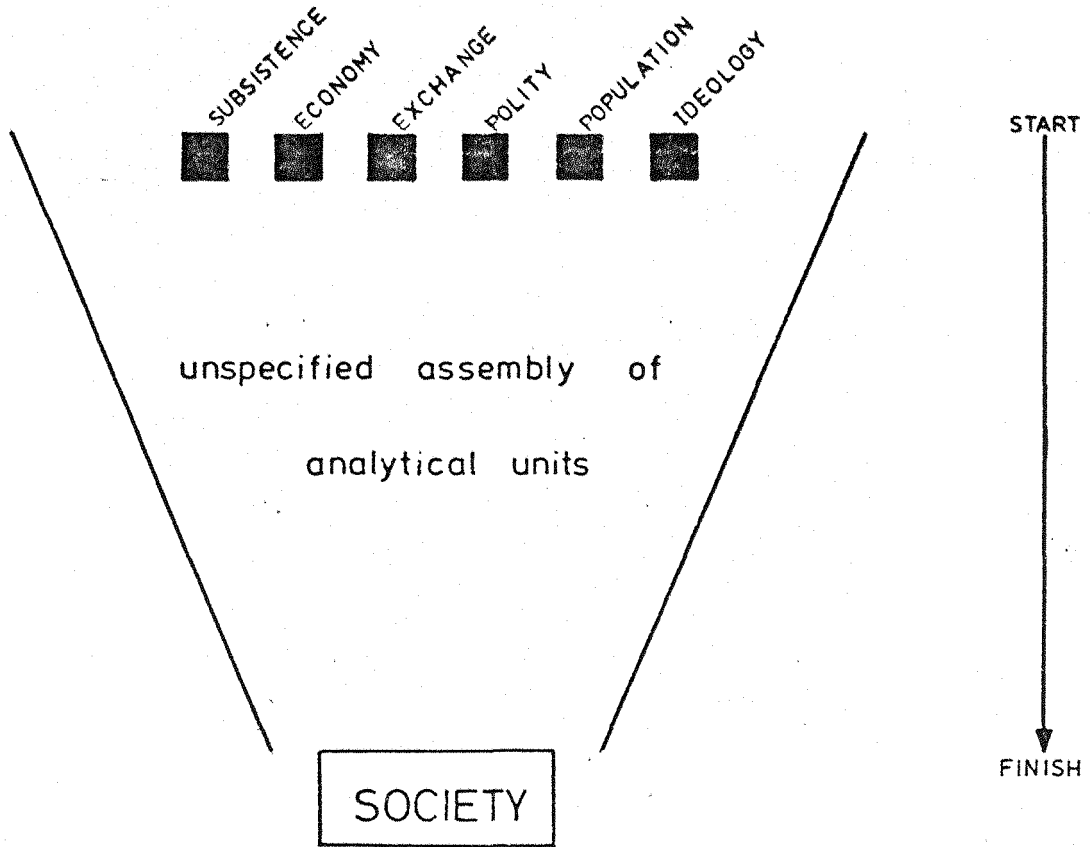 SUBSISTENCE
ECONOMY
EXCHANGE
POLITY
POPULATION
IDEOLOGY
START
unspecified assembly of
analytical units
FINISH
SOCIETY